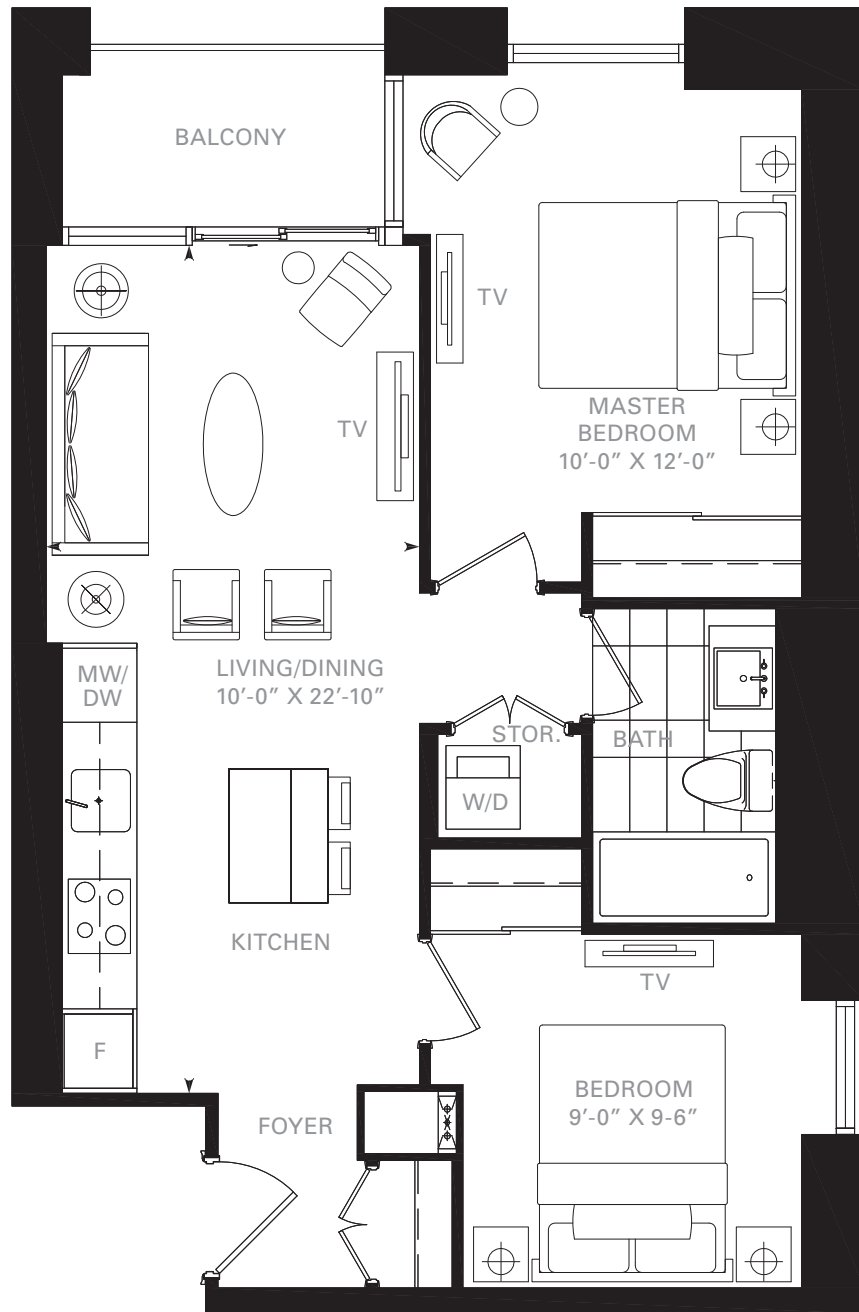 BALCONY
TV
MASTER
BEDROOM
10’-0” X 12’-0”
TV
LIVING/DINING
10’-0” X 22’-10”
MW/
DW
STOR.
BATH
W/D
KITCHEN
TV
F
BEDROOM
9’-0” X 9-6”
FOYER